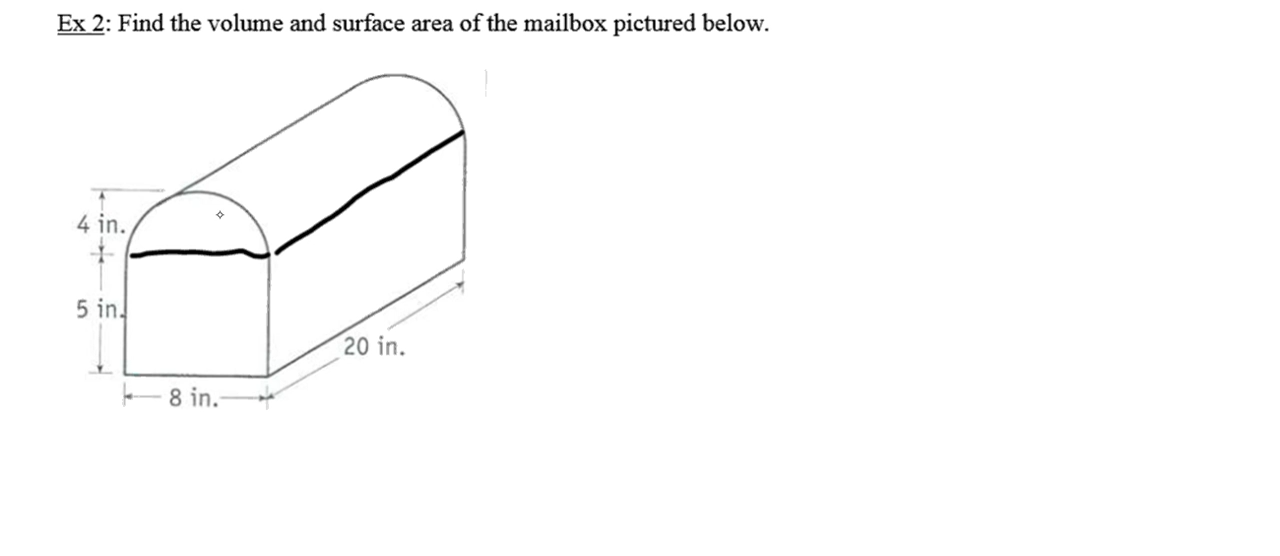 Ex 2: Find the volume and surface area of the mailbox pictured below.
4 in.
5 in.
20 in.
8 in.